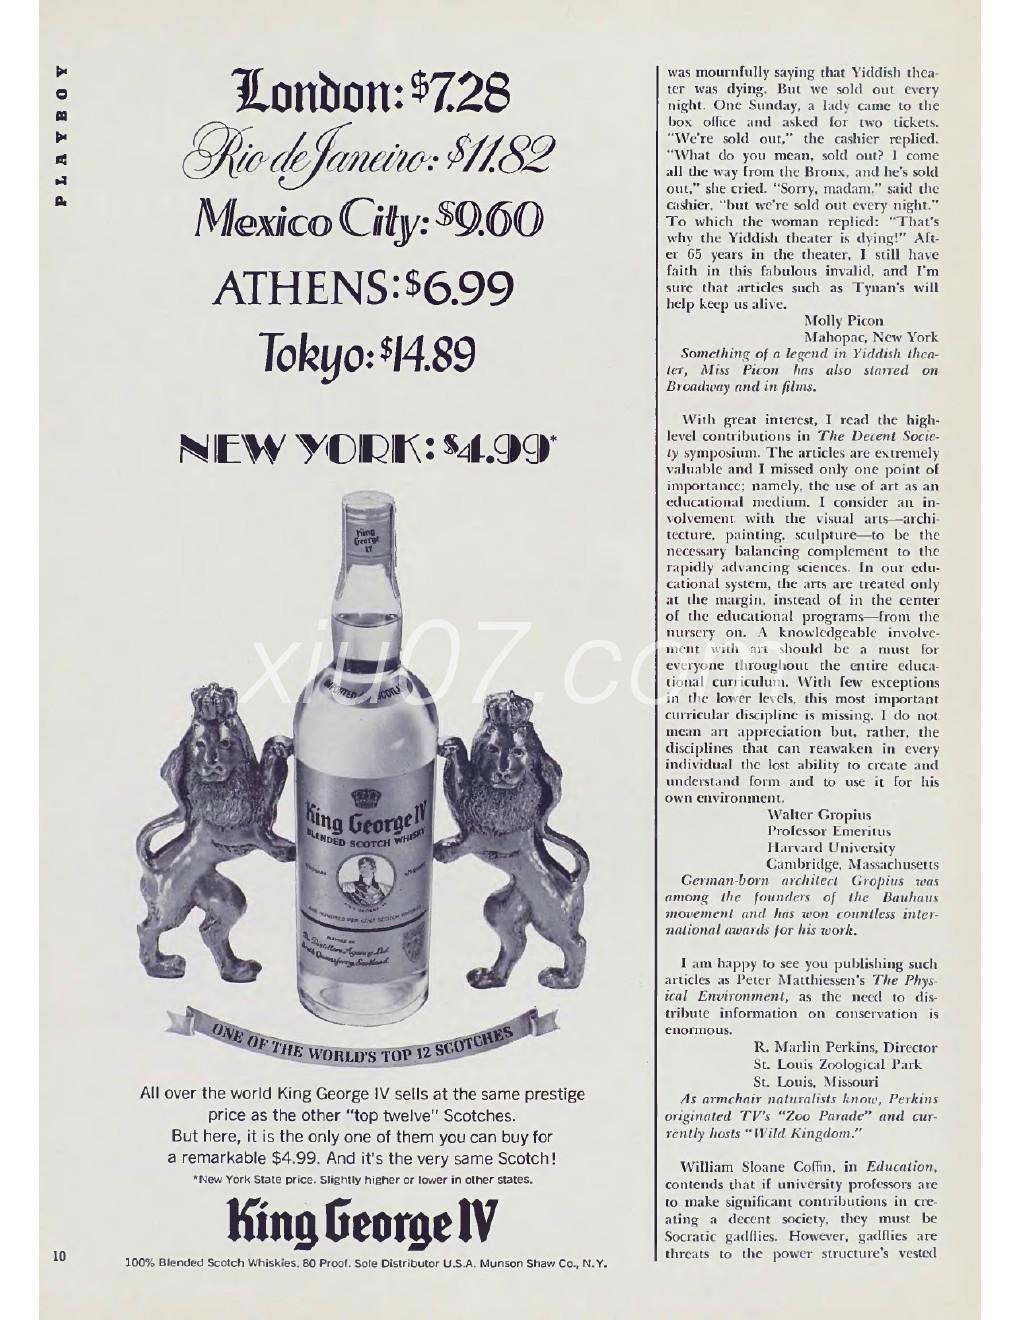 PLAYBOY
London: $7.28
Rio de Janeiro: $11.82
Mexico City: $9.60
ATHENS: $6.99
Tokyo: $14.89
NEW YORK: $4.99*
King
George
IV
IMPORTED SCOTCH
King George IV
BLENDED SCOTCH WHISKY
ONE HUNDRED PER CENT SCOTCH WHISKIES
The Distillers Agency Ltd
South Queensferry Scotland.
ONE OF THE WORLD'S TOP 12 SCOTCHES
All over the world King George IV sells at the same prestige
price as the other "top twelve" Scotches.
But here, it is the only one of them you can buy for
a remarkable $4.99. And it's the very same Scotch!
*New York State price. Slightly higher or lower in other states.
King George IV
100% Blended Scotch Whiskies. 80 Proof. Sole Distributor U.S.A. Munson Shaw Co., N.Y.
10
was mournfully saying that Yiddish thea-
ter was dying. But we sold out every
night. One Sunday, a lady came to the
box office and asked for two tickets.
"We're sold out," the cashier replied.
"What do you mean, sold out? I come
all the way from the Bronx, and he's sold
out," she cried. "Sorry, madam," said the
cashier, "but we're sold out every night."
To which the woman replied: "That's
why the Yiddish theater is dying!" Aft-
er 65 years in the theater, I still have
faith in this fabulous invalid, and I'm
sure that articles such as Tynan's will
help keep us alive.
Molly Picon
Mahopac, New York
Something of a legend in Yiddish thea-
ter, Miss Picon has also starred on
Broadway and in films.
With great interest, I read the high-
level contributions in The Decent Socie-
ty symposium. The articles are extremely
valuable and I missed only one point of
importance; namely, the use of art as an
educational medium. I consider an in-
volvement with the visual arts—archi-
tecture, painting, sculpture—to be the
necessary balancing complement to the
rapidly advancing sciences. In our edu-
cational system, the arts are treated only
at the margin, instead of in the center
of the educational programs—from the
nursery on. A knowledgeable involve-
ment with art should be a must for
everyone throughout the entire educa-
tional curriculum. With few exceptions
in the lower levels, this most important
curricular discipline is missing. I do not
mean art appreciation but, rather, the
disciplines that can reawaken in every
individual the lost ability to create and
understand form and to use it for his
own environment.
Walter Gropius
Professor Emeritus
Harvard University
Cambridge, Massachusetts
German-born architect Gropius was
among the founders of the Bauhaus
movement and has won countless inter-
national awards for his work.
I am happy to see you publishing such
articles as Peter Matthiessen's The Phys-
ical Environment, as the need to dis-
tribute information on conservation is
enormous.
R. Marlin Perkins, Director
St. Louis Zoological Park
St. Louis, Missouri
As armchair naturalists know, Perkins
originated TV's "Zoo Parade" and cur-
rently hosts "Wild Kingdom."
William Sloane Coffin, in Education,
contends that if university professors are
to make significant contributions in cre-
ating a decent society, they must be
Socratic gadflies. However, gadflies are
threats to the power structure's vested
xiu07.com